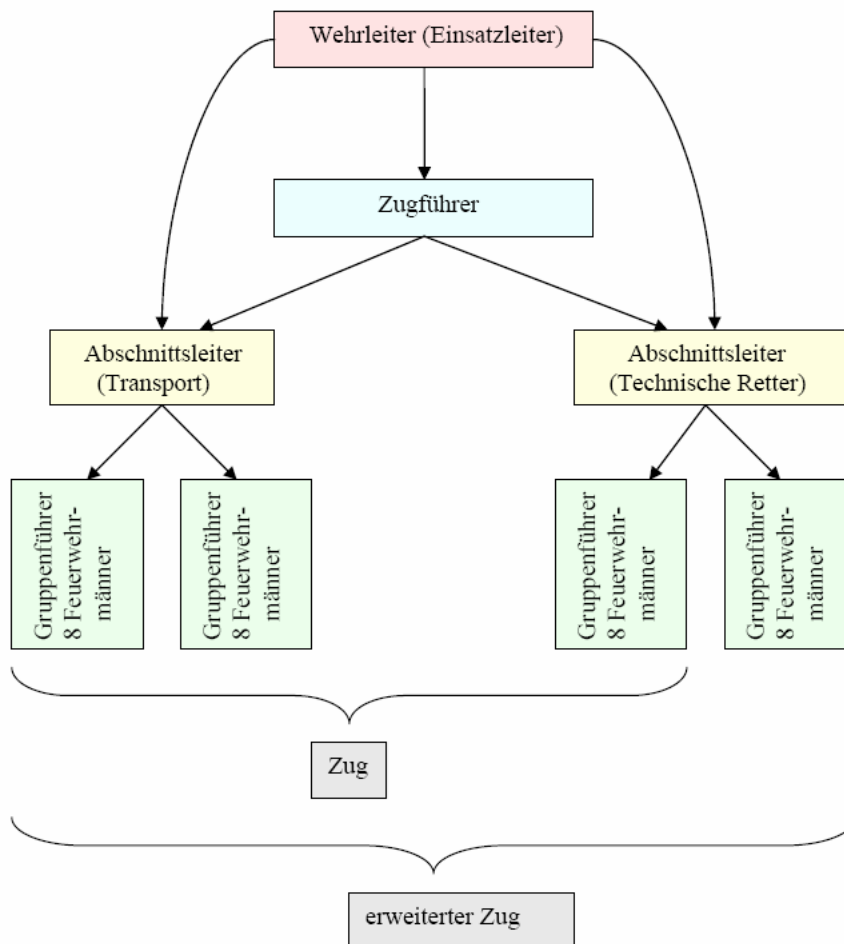 Wehrleiter (Einsatzleiter)
Zugführer
Abschnittsleiter
(Transport)
Abschnittsleiter
(Technische Retter)
Gruppenführer
8 Feuerwehr-
männer
Gruppenführer
8 Feuerwehr-
männer
Gruppenführer
8 Feuerwehr-
männer
Gruppenführer
8 Feuerwehr-
männer
Zug
erweiterter Zug